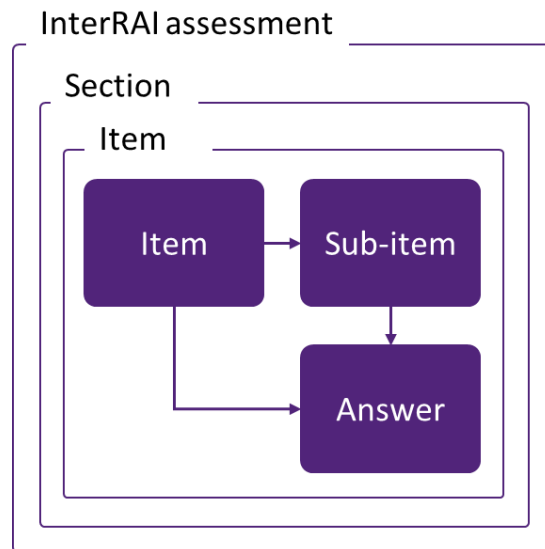 InterRAI assessment
Section
Item
Item
Sub-item
Answer